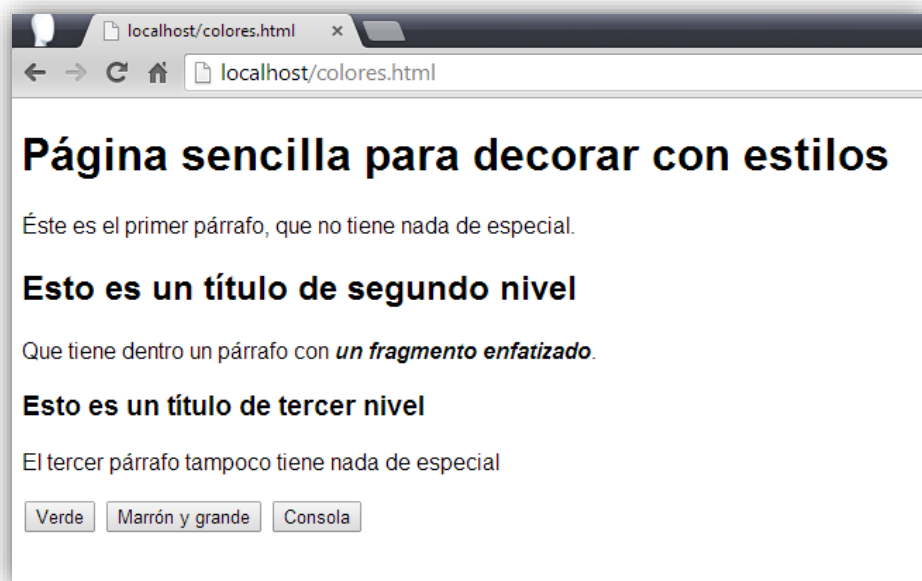 localhost/colores.html
localhost/colores.html
Página sencilla para decorar con estilos
Éste es el primer párrafo, que no tiene nada de especial.
Esto es un título de segundo nivel
Que tiene dentro un párrafo con un fragmento enfatizado.
Esto es un título de tercer nivel
El tercer párrafo tampoco tiene nada de especial
Verde Marrón y grande Consola